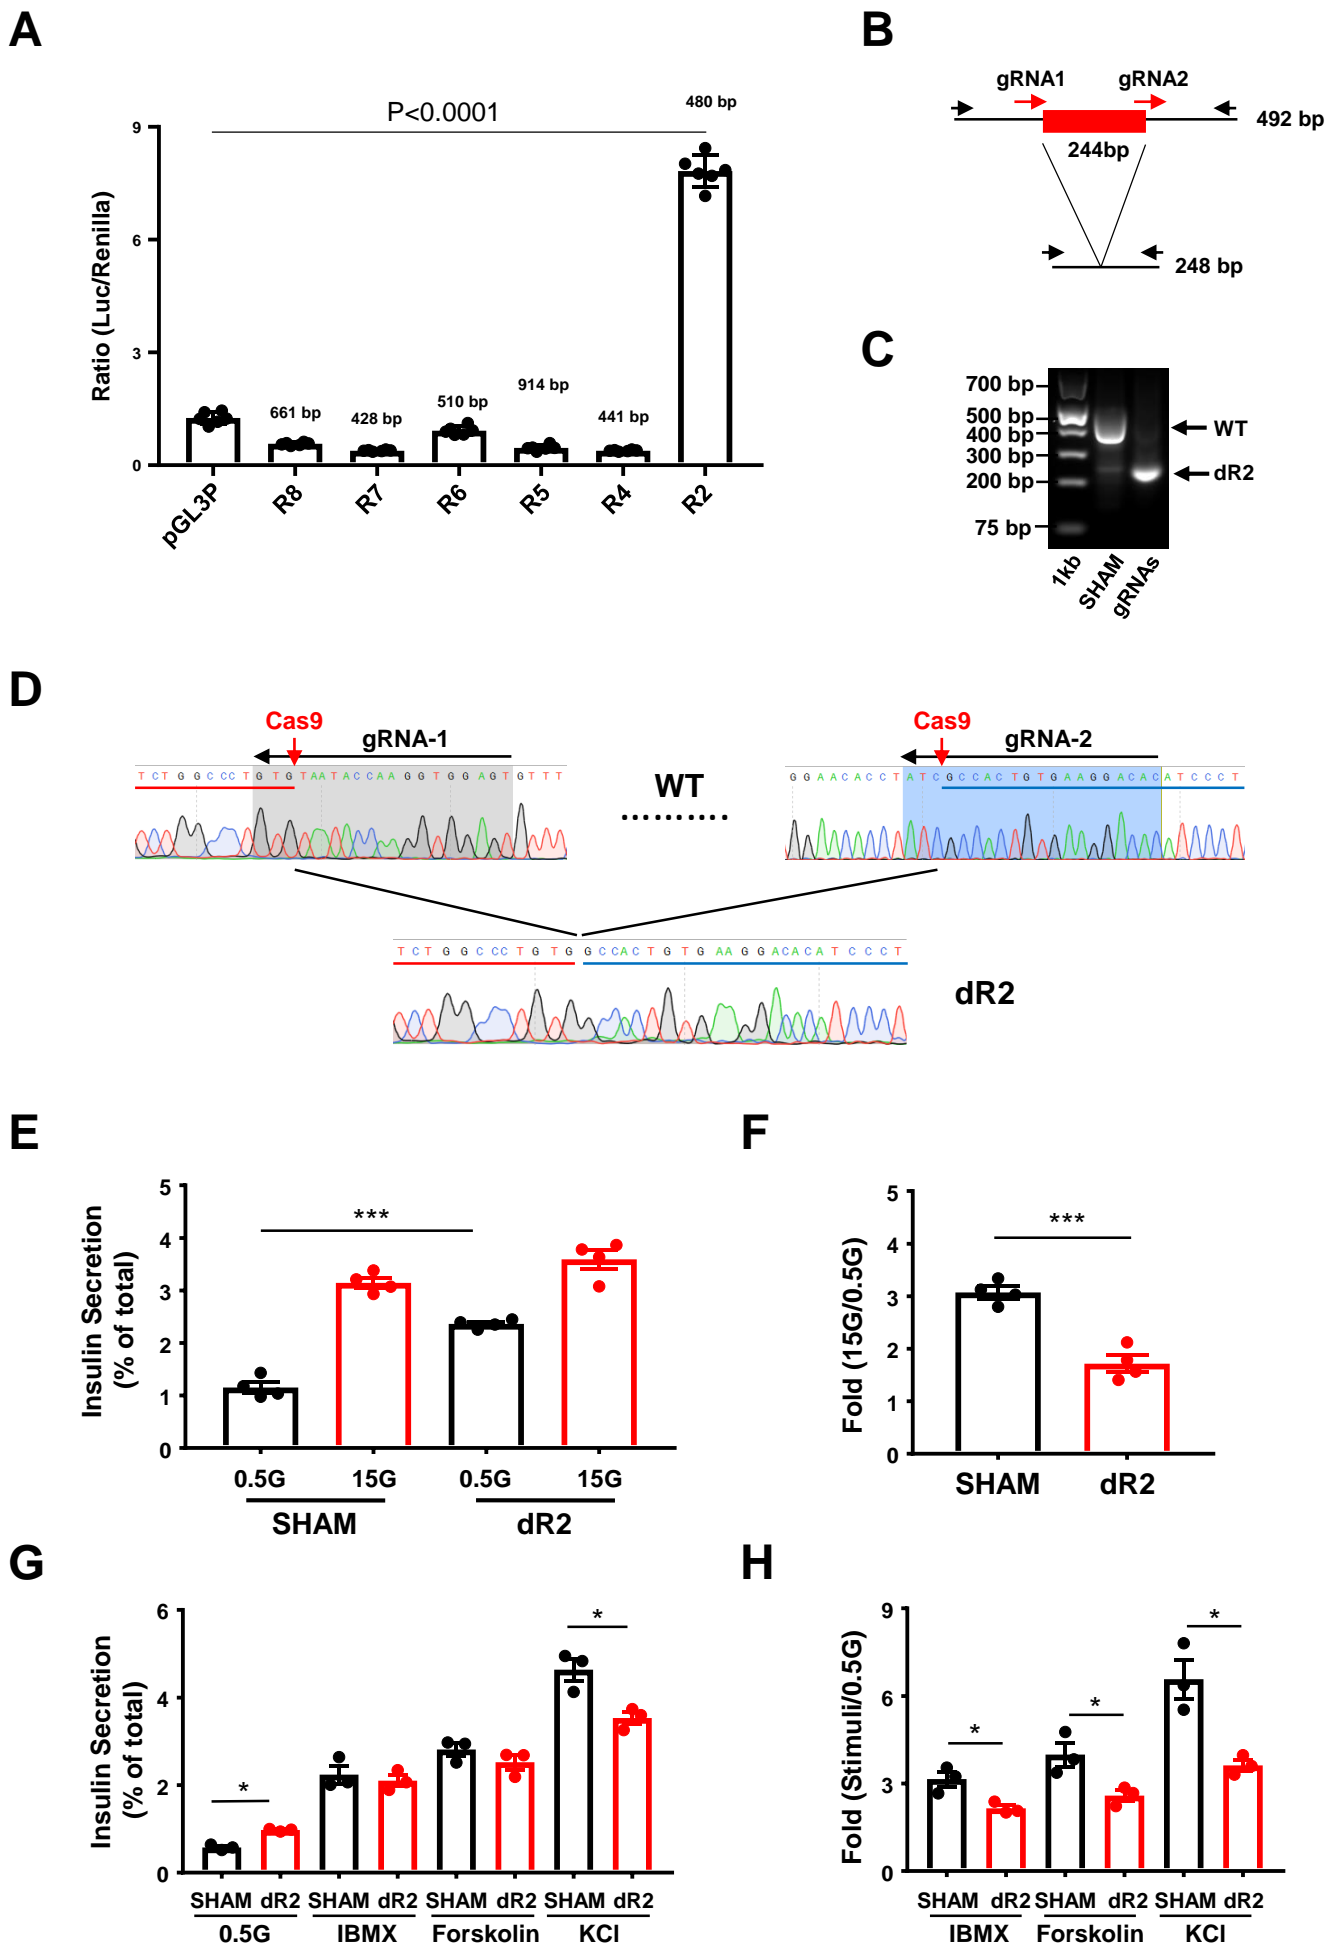 A
P<0.0001
480 bp
Ratio (Luc/Renilla)
9
6
3
0
661 bp
428 bp
510 bp
914 bp
441 bp
pGL3P
R8
R7
R6
R5
R4
R2
B
gRNA1
gRNA2
492 bp
244bp
248 bp
C
700 bp
500 bp
400 bp
300 bp
200 bp
75 bp
WT
dR2
1kb
SHAM
gRNAs
D
Cas9
gRNA-1
TCTGGCCCTGTGTAATACCAAGGTGGAGTGTTT
WT
Cas9
gRNA-2
GGAACACCTATCGCCACTGTGAAGGACACATCCCT
TCTGGCCCTGTGGCCACTGTGAAGGACACATCCCT
dR2
E
Insulin Secretion
(% of total)
5
4
3
2
1
0
***
0.5G
15G
0.5G
15G
SHAM
dR2
F
Fold (15G/0.5G)
5
4
3
2
1
0
***
SHAM
dR2
G
Insulin Secretion
(% of total)
6
4
2
0
*
*
SHAM dR2
SHAM dR2
SHAM dR2
SHAM dR2
0.5G
IBMX
Forskolin
KCl
H
Fold (Stimuli/0.5G)
9
6
3
0
*
*
*
SHAM dR2
SHAM dR2
SHAM dR2
IBMX
Forskolin
KCl